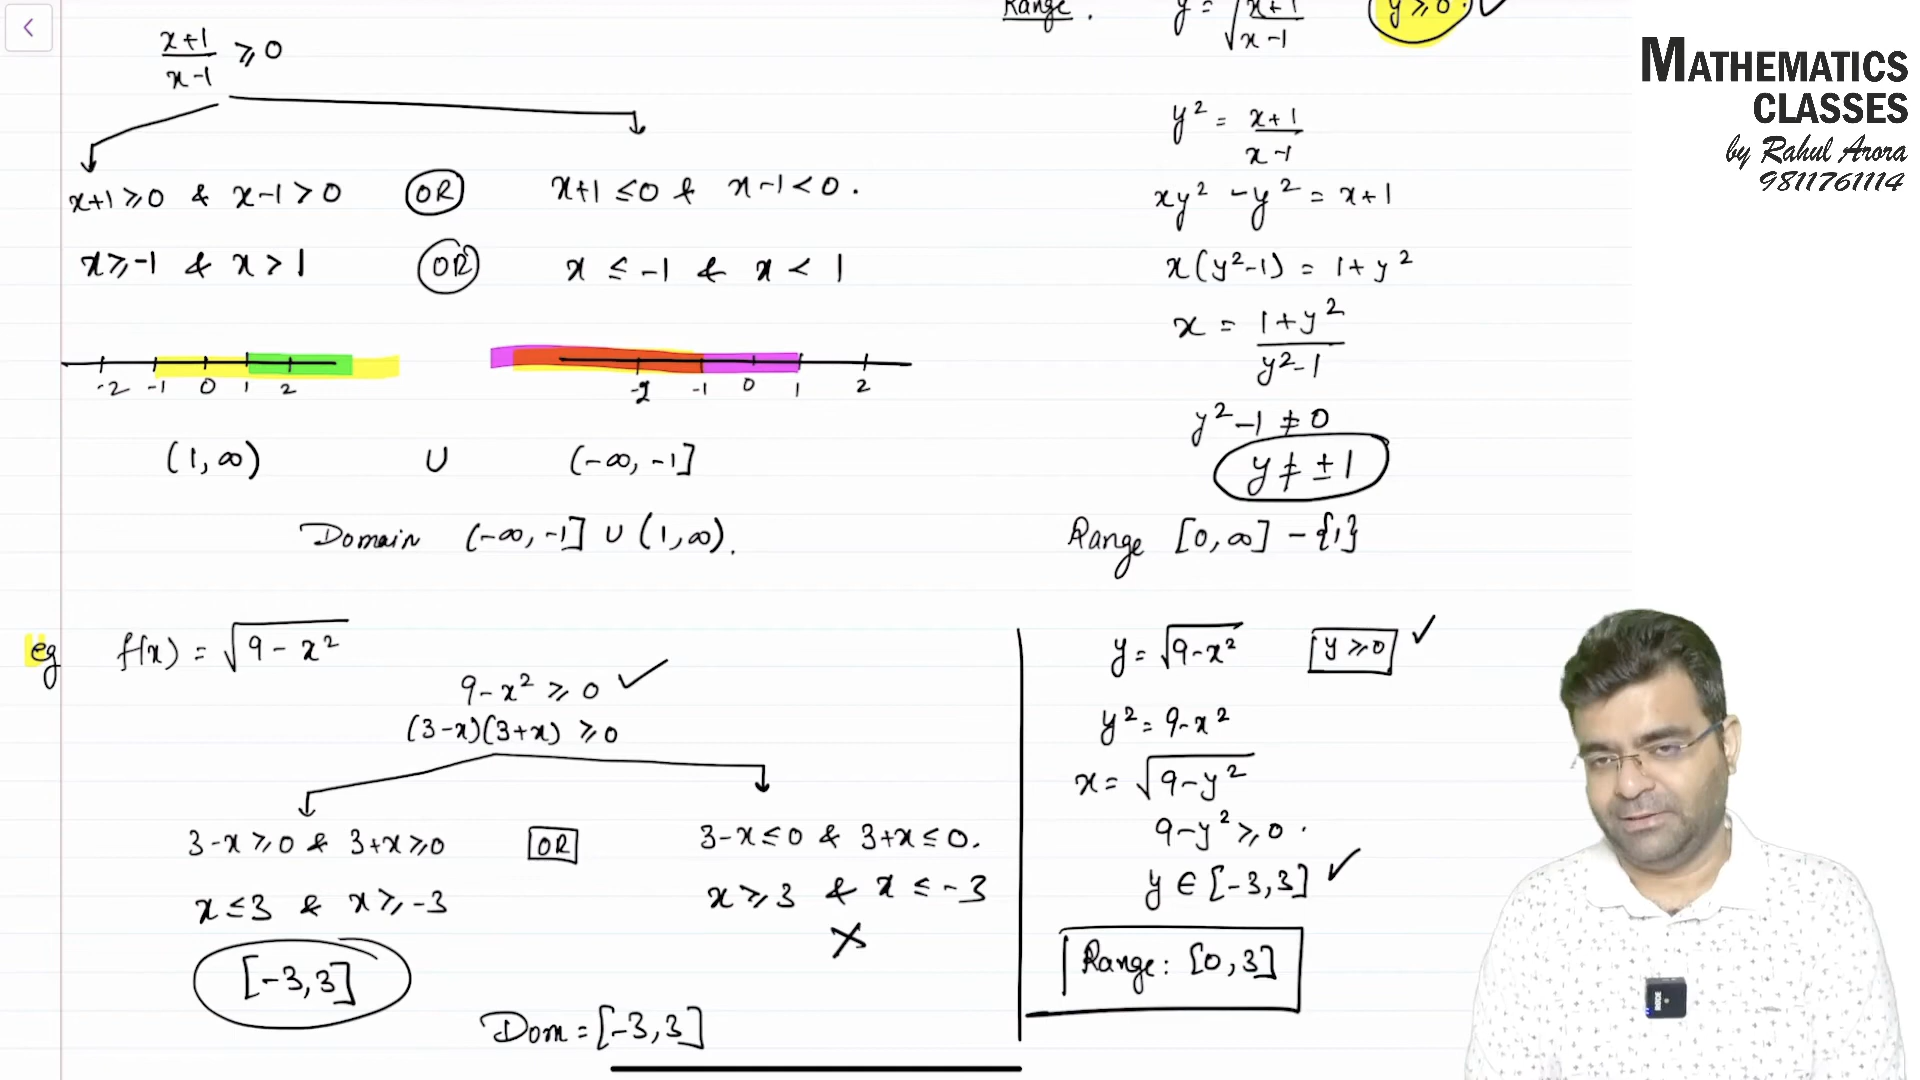 Range. y = √(x+1)/(x-1) y ≥ 0
(x+1)/(x-1) ≥ 0
x+1 ≥ 0 & x-1 > 0 OR x+1 ≤ 0 & x-1 < 0.
x ≥ -1 & x > 1 OR x ≤ -1 & x < 1
-2 -1 0 1 2 -2 -1 0 1 2
(1, ∞) ∪ (-∞, -1]
Domain (-∞, -1] ∪ (1, ∞).
y² = (x+1)/(x-1)
xy² - y² = x+1
x(y²-1) = 1+y²
x = (1+y²)/(y²-1)
y²-1 ≠ 0
y ≠ ±1
Range [0, ∞] - {1}
eg f(x) = √(9-x²)
9-x² ≥ 0
(3-x)(3+x) ≥ 0
3-x ≥ 0 & 3+x ≥ 0 OR 3-x ≤ 0 & 3+x ≤ 0.
x ≤ 3 & x ≥ -3 x ≥ 3 & x ≤ -3
[-3,3]
Dom = [-3,3]
y = √(9-x²) y ≥ 0
y² = 9-x²
x = √(9-y²)
9-y² ≥ 0.
y ∈ [-3,3]
Range: [0,3]
MATHEMATICS
CLASSES
by Rahul Arora
9811761114
RODE